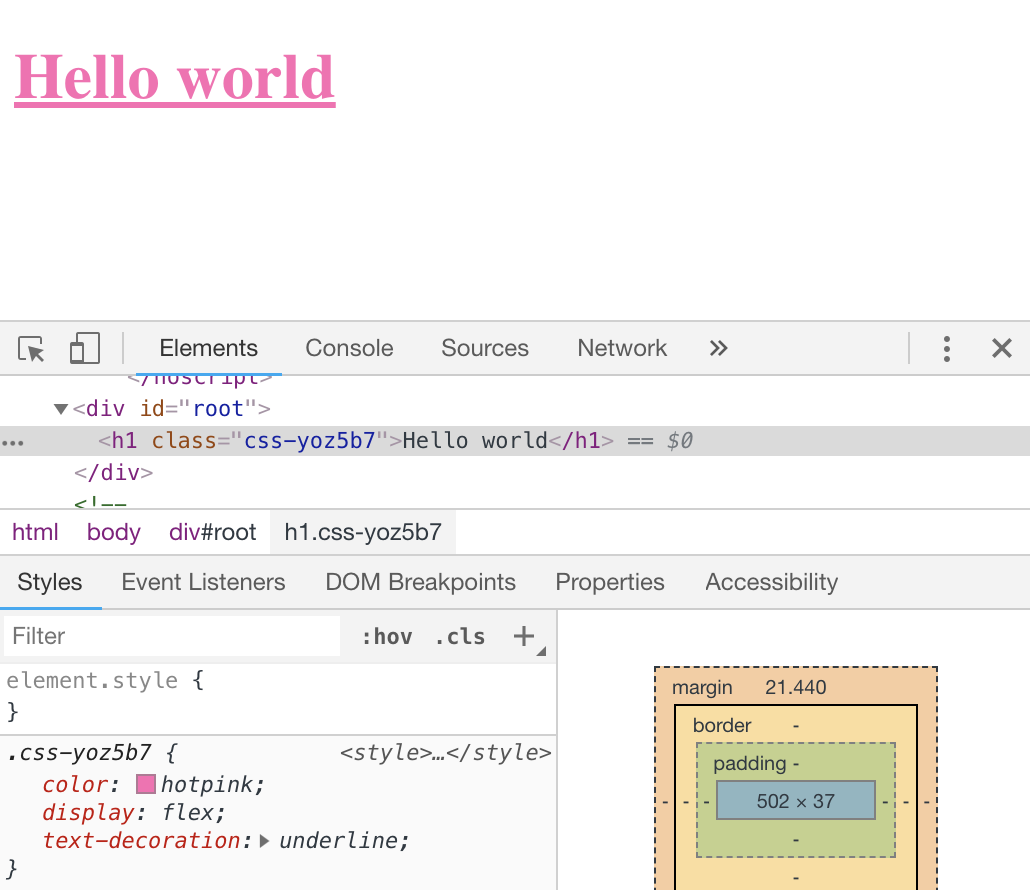 Hello world
Elements Console Sources Network
</noscript>
<div id="root">
<h1 class="css-yoz5b7">Hello world</h1> == $0
</div>
<!--
html body div#root h1.css-yoz5b7
Styles Event Listeners DOM Breakpoints Properties Accessibility
Filter :hov .cls +
element.style {
}
.css-yoz5b7 { <style>…</style>
color: hotpink;
display: flex;
text-decoration: underline;
}
margin 21.440
border -
padding -
- - - 502 × 37 - - -
-
-